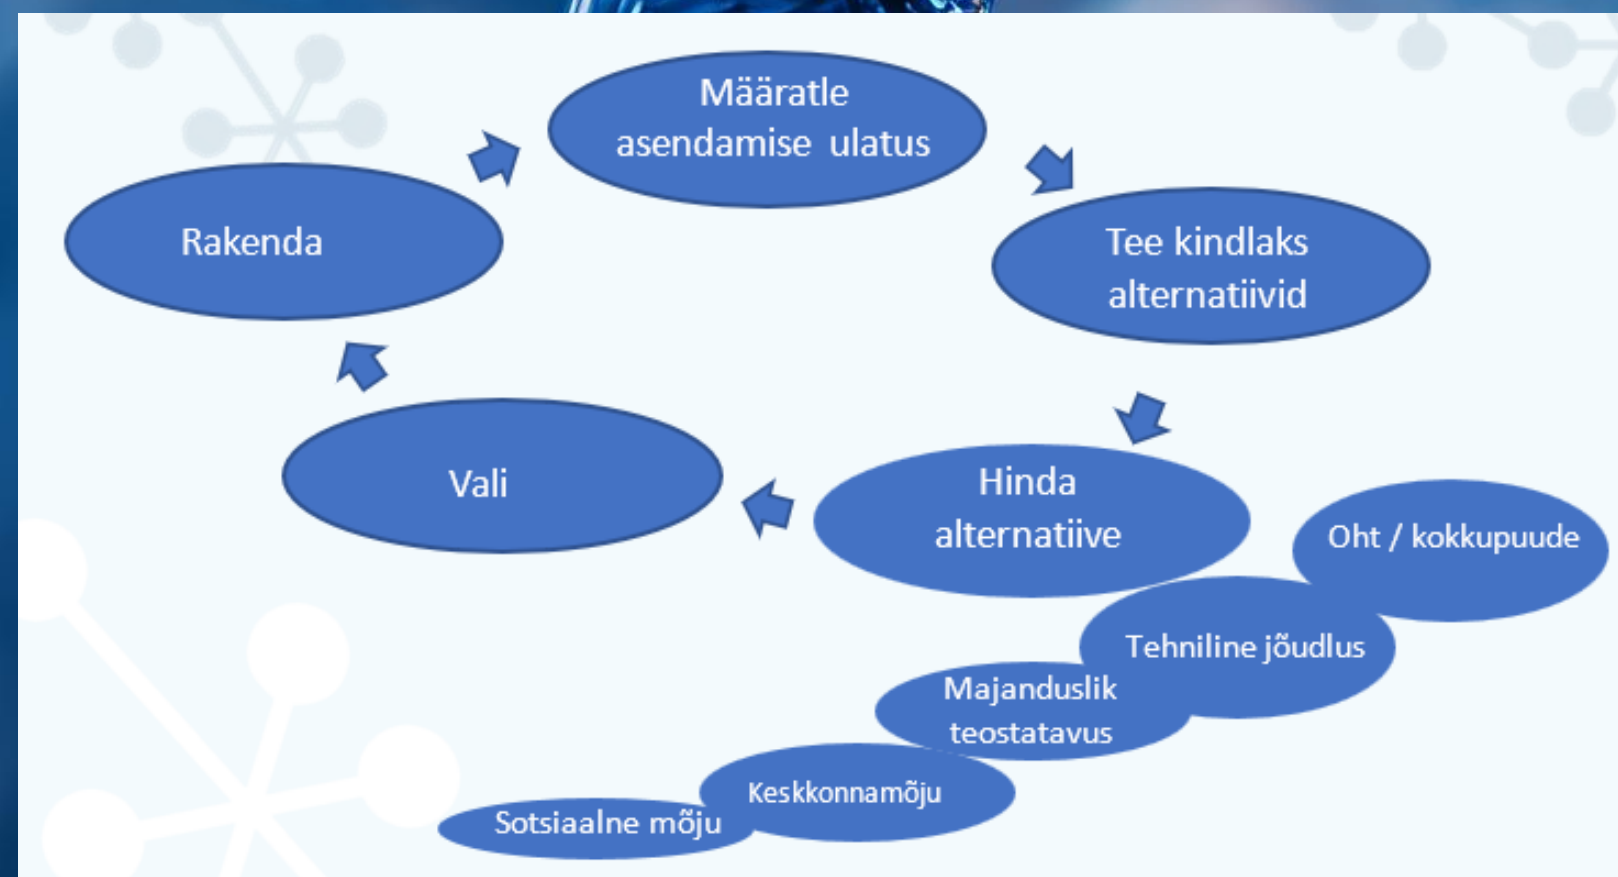 Määratle
asendamise ulatus
Tee kindlaks
alternatiivid
Hinda
alternatiive
Vali
Rakenda
Oht / kokkupuude
Tehniline jõudlus
Majanduslik
teostatavus
Keskkonnamõju
Sotsiaalne mõju